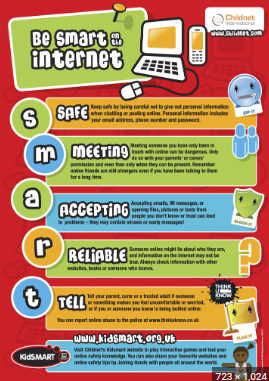 Be smart on the
internet
Childnet
International
www.childnet.com
s
SAFE
Keep safe by being careful not to give out personal information
when chatting or posting online. Personal information includes
your email address, phone number and password.
ZIP IT
m
MEETING
Meeting someone you have only been in
touch with online can be dangerous. Only
do so with your parents' or carers'
permission and even then only when they can be present. Remember
online friends are still strangers even if you have been talking to them
for a long time.
a
ACCEPTING
Accepting emails, IM messages, or
opening files, pictures or texts from
people you don't know or trust can lead
to problems – they may contain viruses or nasty messages!
BLOCK IT
r
RELIABLE
Someone online might lie about who they are,
and information on the internet may not be
true. Always check information with other
websites, books or someone who knows.
t
TELL
Tell your parent, carer or a trusted adult if someone
or something makes you feel uncomfortable or worried,
or if you or someone you know is being bullied online.
You can report online abuse to the police at www.thinkuknow.co.uk
THINK
U
KNOW
FLAG IT
KidSMART
www.kidsmart.org.uk
Visit Childnet's Kidsmart website to play interactive games and test your
online safety knowledge. You can also share your favourite websites and
online safety tips by Joining Hands with people all around the world.
723 × 1,024